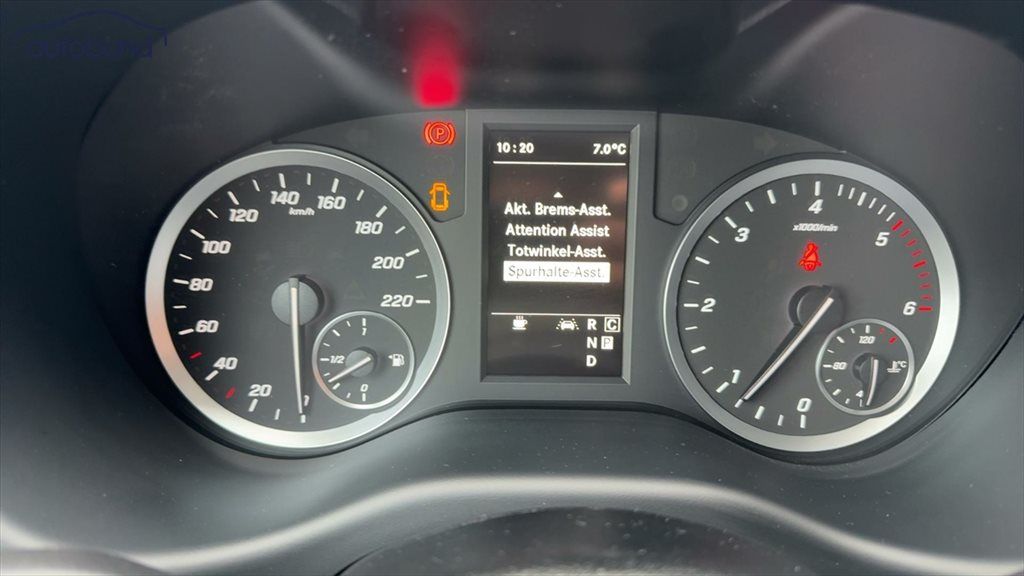 10:20 7.0°C
Akt. Brems-Asst.
Attention Assist
Totwinkel-Asst.
Spurhalte-Asst.
R C
N P
D
P
20
40
60
80
100
120
140
160
180
200
220
km/h
1
1/2
0
0
1
2
3
4
5
6
x1000/min
120
80
°C